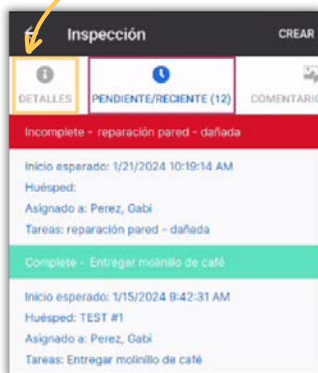 Inspección
CREAR
DETALLES
PENDIENTE/RECIENTE (12)
COMENTARIO
Incomplete - reparación pared - dañada
Inicio esperado: 1/21/2024 10:19:14 AM
Huésped:
Asignado a: Perez, Gabi
Tareas: reparación pared - dañada
Complete - Entregar molinillo de café
Inicio esperado: 1/15/2024 9:42:31 AM
Huésped: TEST #1
Asignado a: Perez, Gabi
Tareas: Entregar molinillo de café